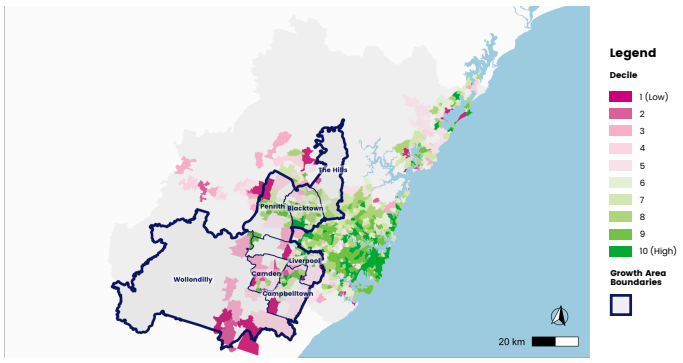 The Hills
Penrith
Blacktown
Liverpool
Wollondilly
Camden
Campbelltown
20 km
Legend
Decile
1 (Low)
2
3
4
5
6
7
8
9
10 (High)
Growth Area
Boundaries